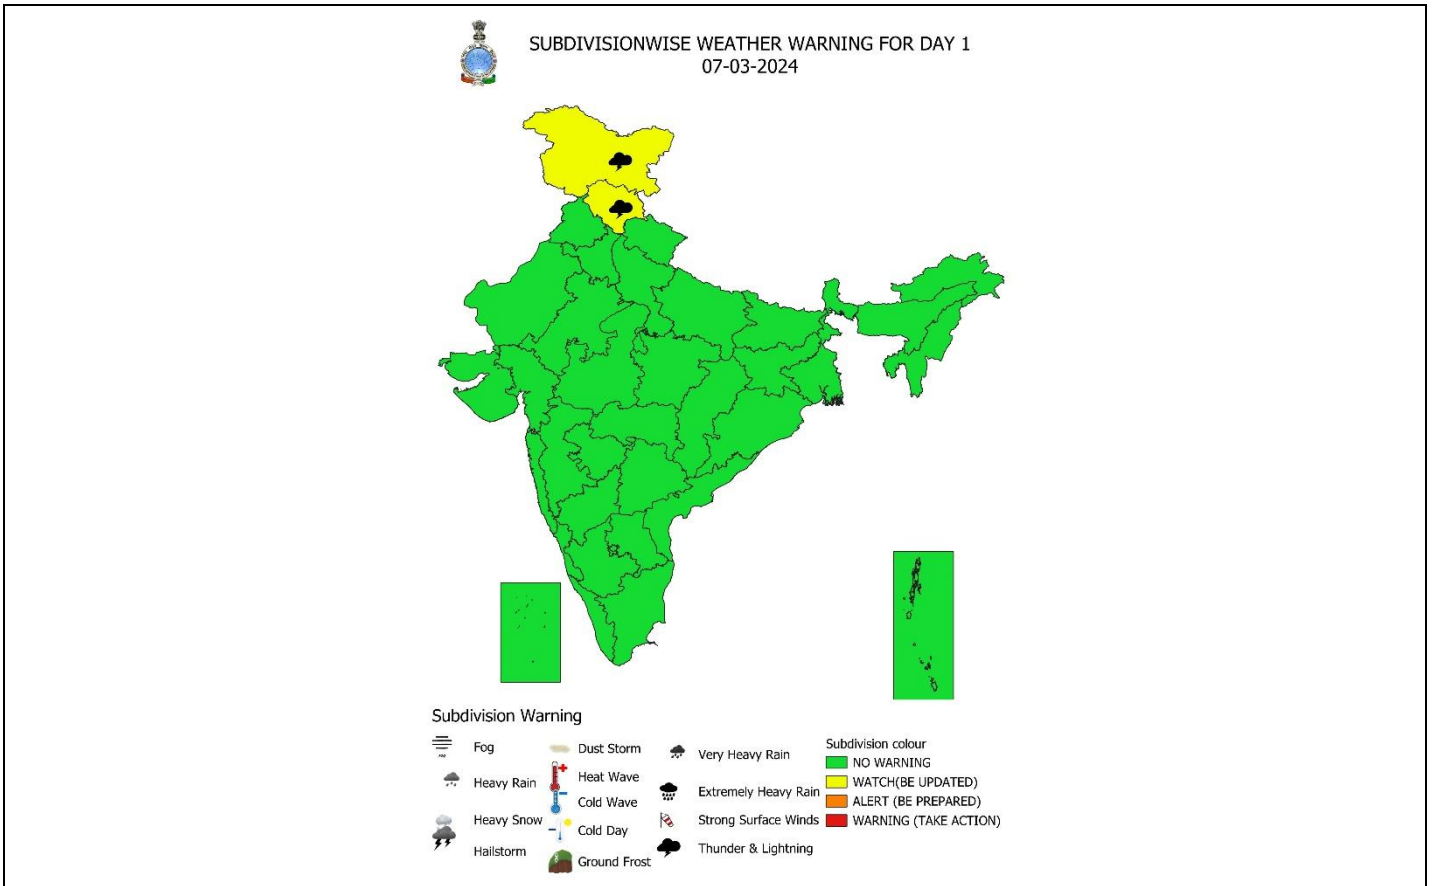 SUBDIVISIONWISE WEATHER WARNING FOR DAY 1
07-03-2024
Subdivision Warning
Fog
Heavy Rain
Heavy Snow
Hailstorm
Dust Storm
Heat Wave
Cold Wave
Cold Day
Ground Frost
Very Heavy Rain
Extremely Heavy Rain
Strong Surface Winds
Thunder & Lightning
Subdivision colour
NO WARNING
WATCH(BE UPDATED)
ALERT (BE PREPARED)
WARNING (TAKE ACTION)